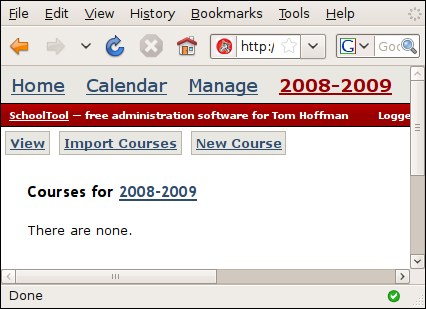 File Edit View History Bookmarks Tools Help
http:/ G Goo
Home Calendar Manage 2008-2009
SchoolTool — free administration software for Tom Hoffman Logge
View Import Courses New Course
Courses for 2008-2009
There are none.
Done